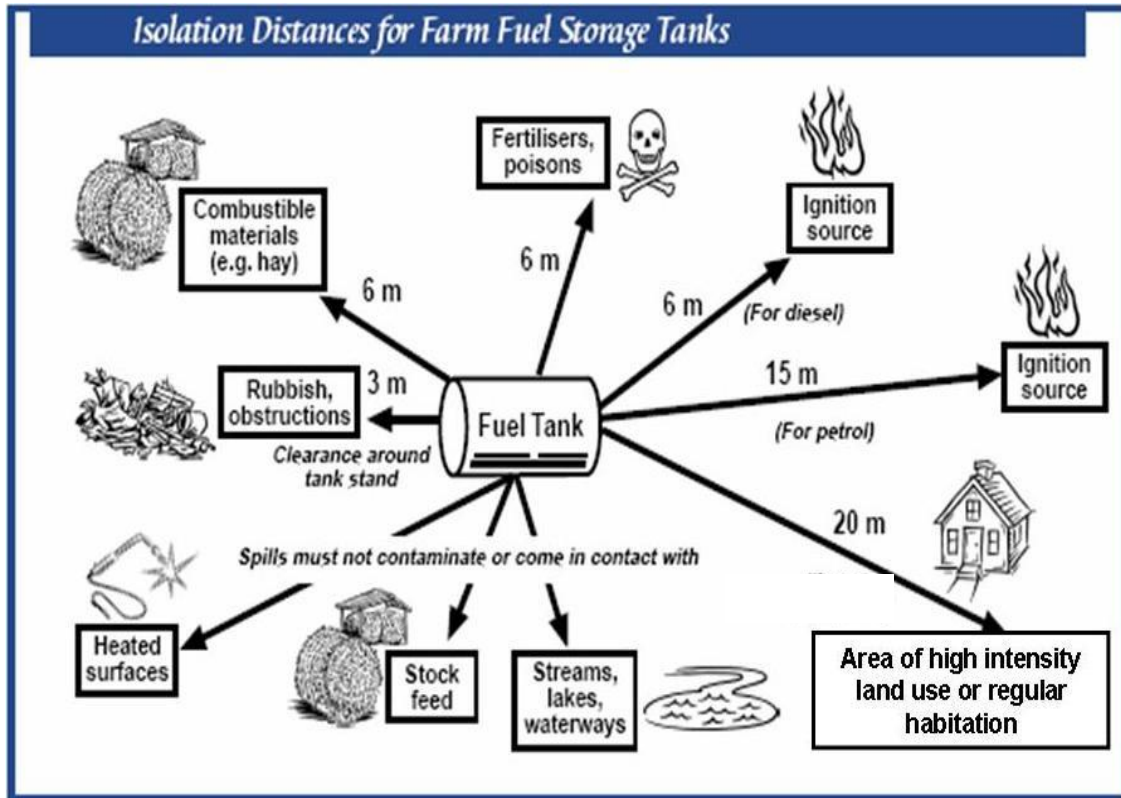 Isolation Distances for Farm Fuel Storage Tanks
Fertilisers,
poisons
Ignition
source
Combustible
materials
(e.g. hay)
6 m
6 m
6 m
(For diesel)
Ignition
source
15 m
(For petrol)
Rubbish,
obstructions
3 m
Clearance around
tank stand
Fuel Tank
20 m
Spills must not contaminate or come in contact with
Heated
surfaces
Stock
feed
Streams,
lakes,
waterways
Area of high intensity
land use or regular
habitation